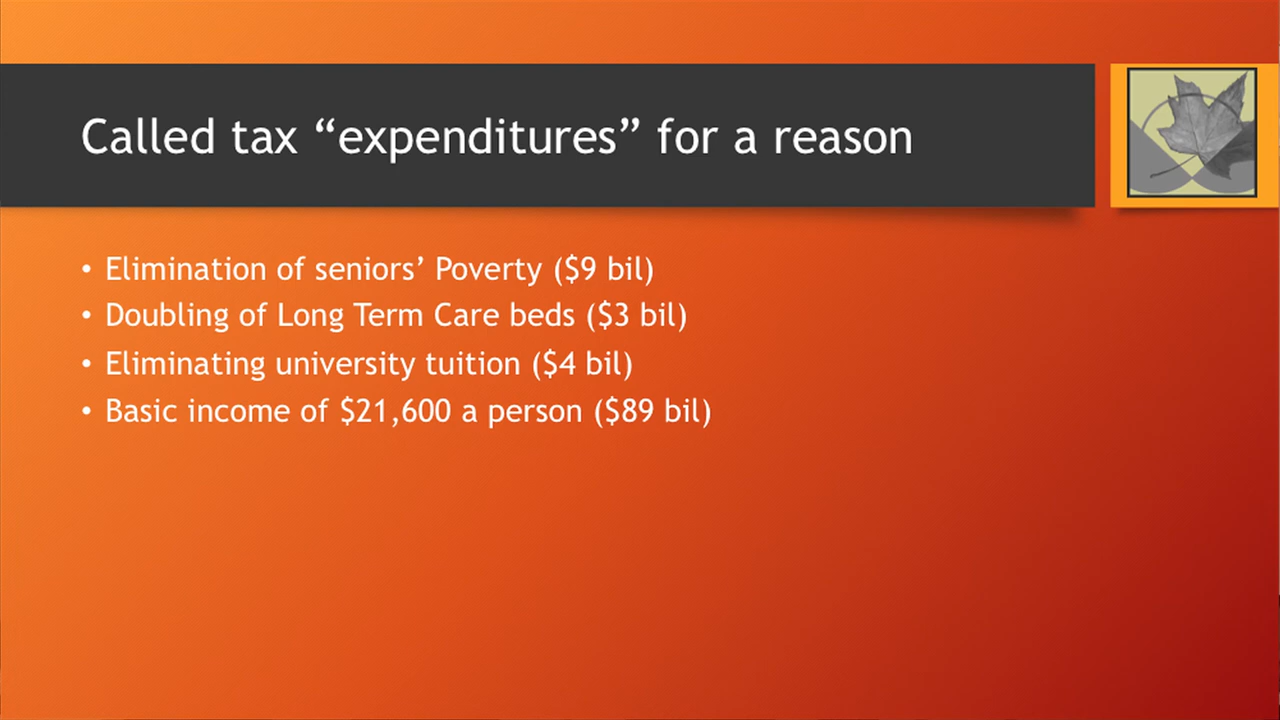 Called tax “expenditures” for a reason
• Elimination of seniors’ Poverty ($9 bil)
• Doubling of Long Term Care beds ($3 bil)
• Eliminating university tuition ($4 bil)
• Basic income of $21,600 a person ($89 bil)